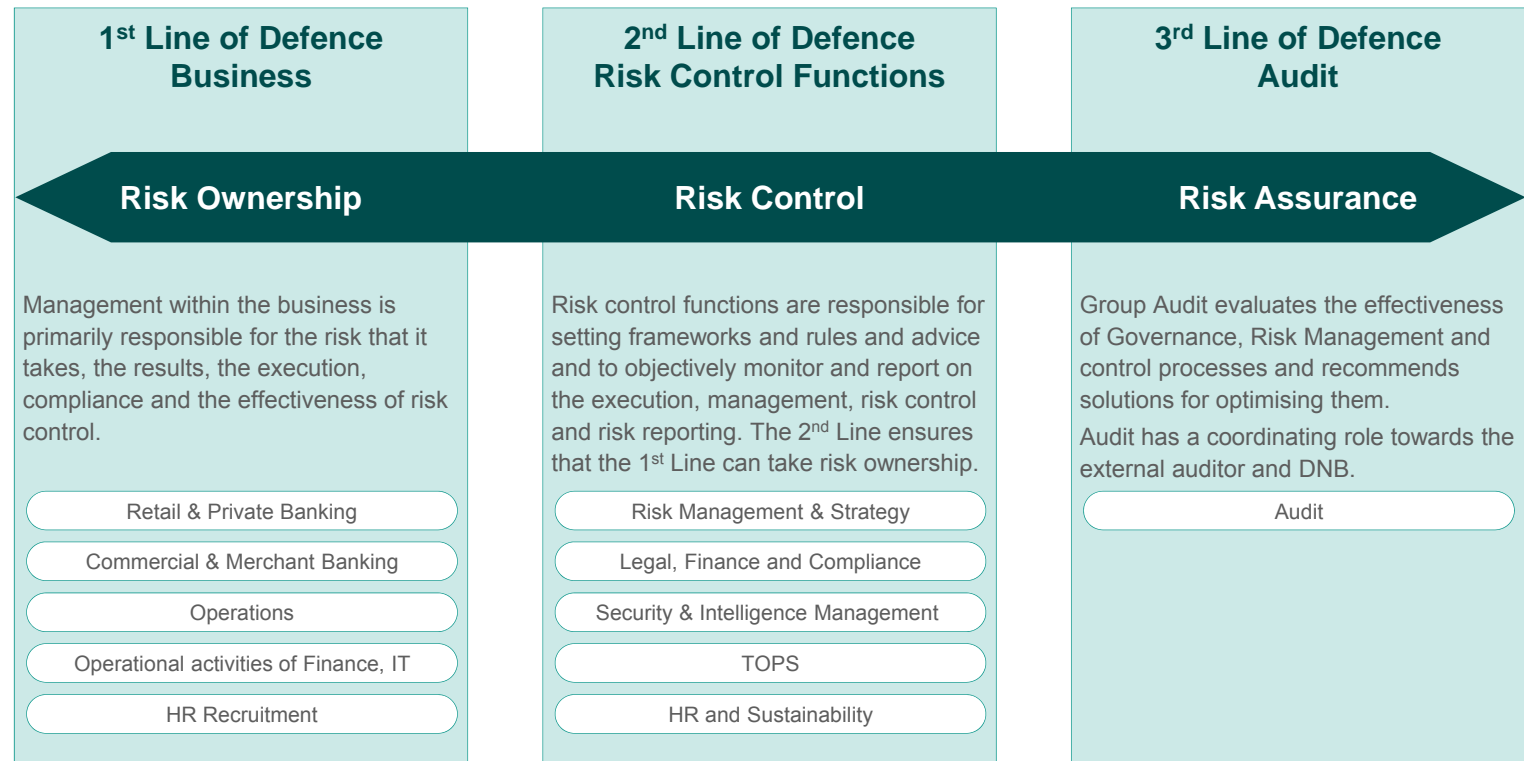 1st Line of Defence
Business
Risk Ownership
Management within the business is
primarily responsible for the risk that it
takes, the results, the execution,
compliance and the effectiveness of risk
control.
Retail & Private Banking
Commercial & Merchant Banking
Operations
Operational activities of Finance, IT
HR Recruitment
2nd Line of Defence
Risk Control Functions
Risk Control
Risk control functions are responsible for
setting frameworks and rules and advice
and to objectively monitor and report on
the execution, management, risk control
and risk reporting. The 2nd Line ensures
that the 1st Line can take risk ownership.
Risk Management & Strategy
Legal, Finance and Compliance
Security & Intelligence Management
TOPS
HR and Sustainability
3rd Line of Defence
Audit
Risk Assurance
Group Audit evaluates the effectiveness
of Governance, Risk Management and
control processes and recommends
solutions for optimising them.
Audit has a coordinating role towards the
external auditor and DNB.
Audit